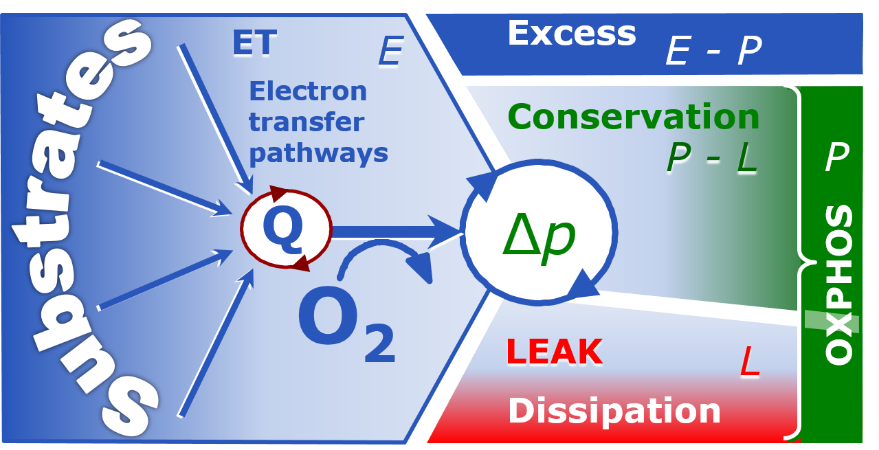 Substrates
ET
E
Electron
transfer
pathways
Q
O2
Δp
Excess
E - P
Conservation
P - L
LEAK
L
Dissipation
P
OXPHOS